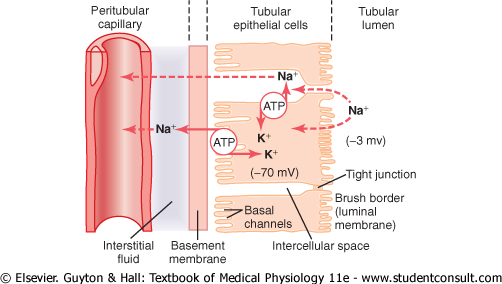 Peritubular
capillary
Tubular
epithelial cells
Tubular
lumen
Na+
ATP
Na+
K+
Na+
ATP
K+
(–3 mv)
(–70 mV)
Tight junction
Brush border
(luminal
membrane)
Basal
channels
Intercellular space
Interstitial
fluid
Basement
membrane
© Elsevier. Guyton & Hall: Textbook of Medical Physiology 11e - www.studentconsult.com